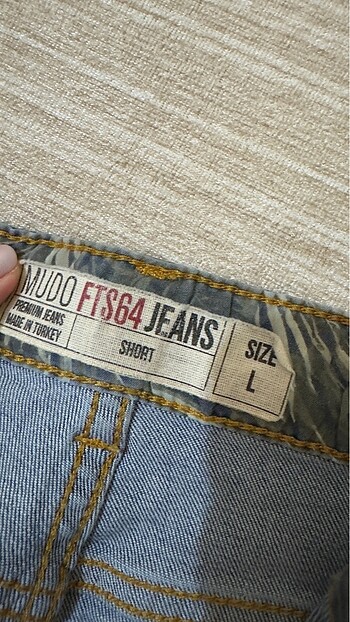 MUDO FTS64 JEANS
PREMIUM JEANS
MADE IN TURKEY
SHORT
SIZE
L